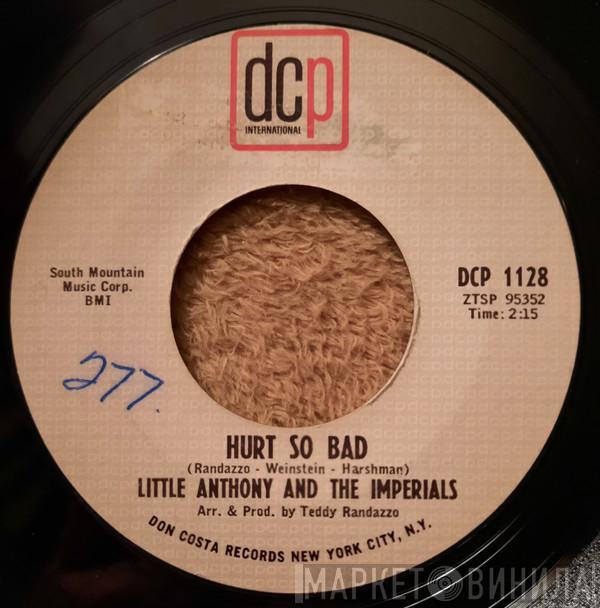 dcp
INTERNATIONAL
South Mountain
Music Corp.
BMI
DCP 1128
ZTSP 95352
Time: 2:15
277.
HURT SO BAD
(Randazzo - Weinstein - Harshman)
LITTLE ANTHONY AND THE IMPERIALS
Arr. & Prod. by Teddy Randazzo
DON COSTA RECORDS NEW YORK CITY, N.Y.
МАРКЕТ ВИНИЛА